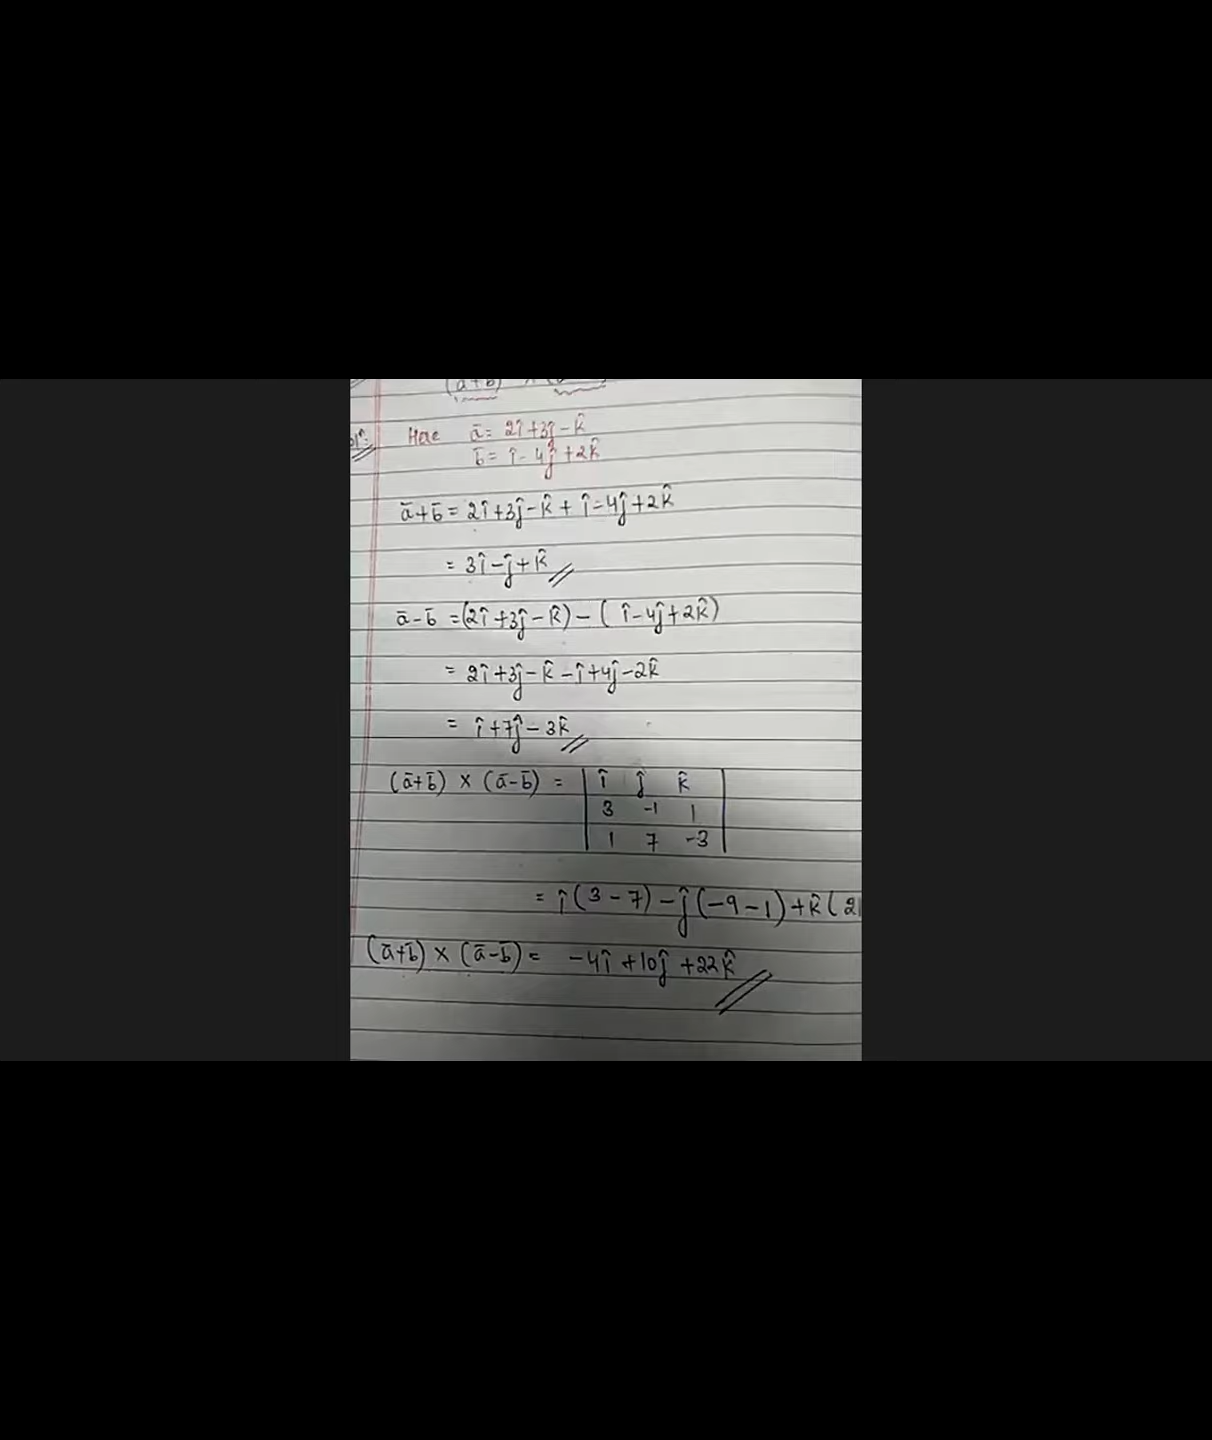 (a̅+b̅) ×
Here a̅ = 2î+3ĵ-k̂
b̅ = î-4ĵ+2k̂
a̅+b̅ = 2î+3ĵ-k̂+î-4ĵ+2k̂
= 3î-ĵ+k̂
a̅-b̅ = (2î+3ĵ-k̂)-(î-4ĵ+2k̂)
= 2î+3ĵ-k̂-î+4ĵ-2k̂
= î+7ĵ-3k̂
(a̅+b̅) × (a̅-b̅) = | î ĵ k̂ |
3 -1 1
1 7 -3
= î(3-7)-ĵ(-9-1)+k̂(21
(a̅+b̅) × (a̅-b̅) = -4î+10ĵ+22k̂